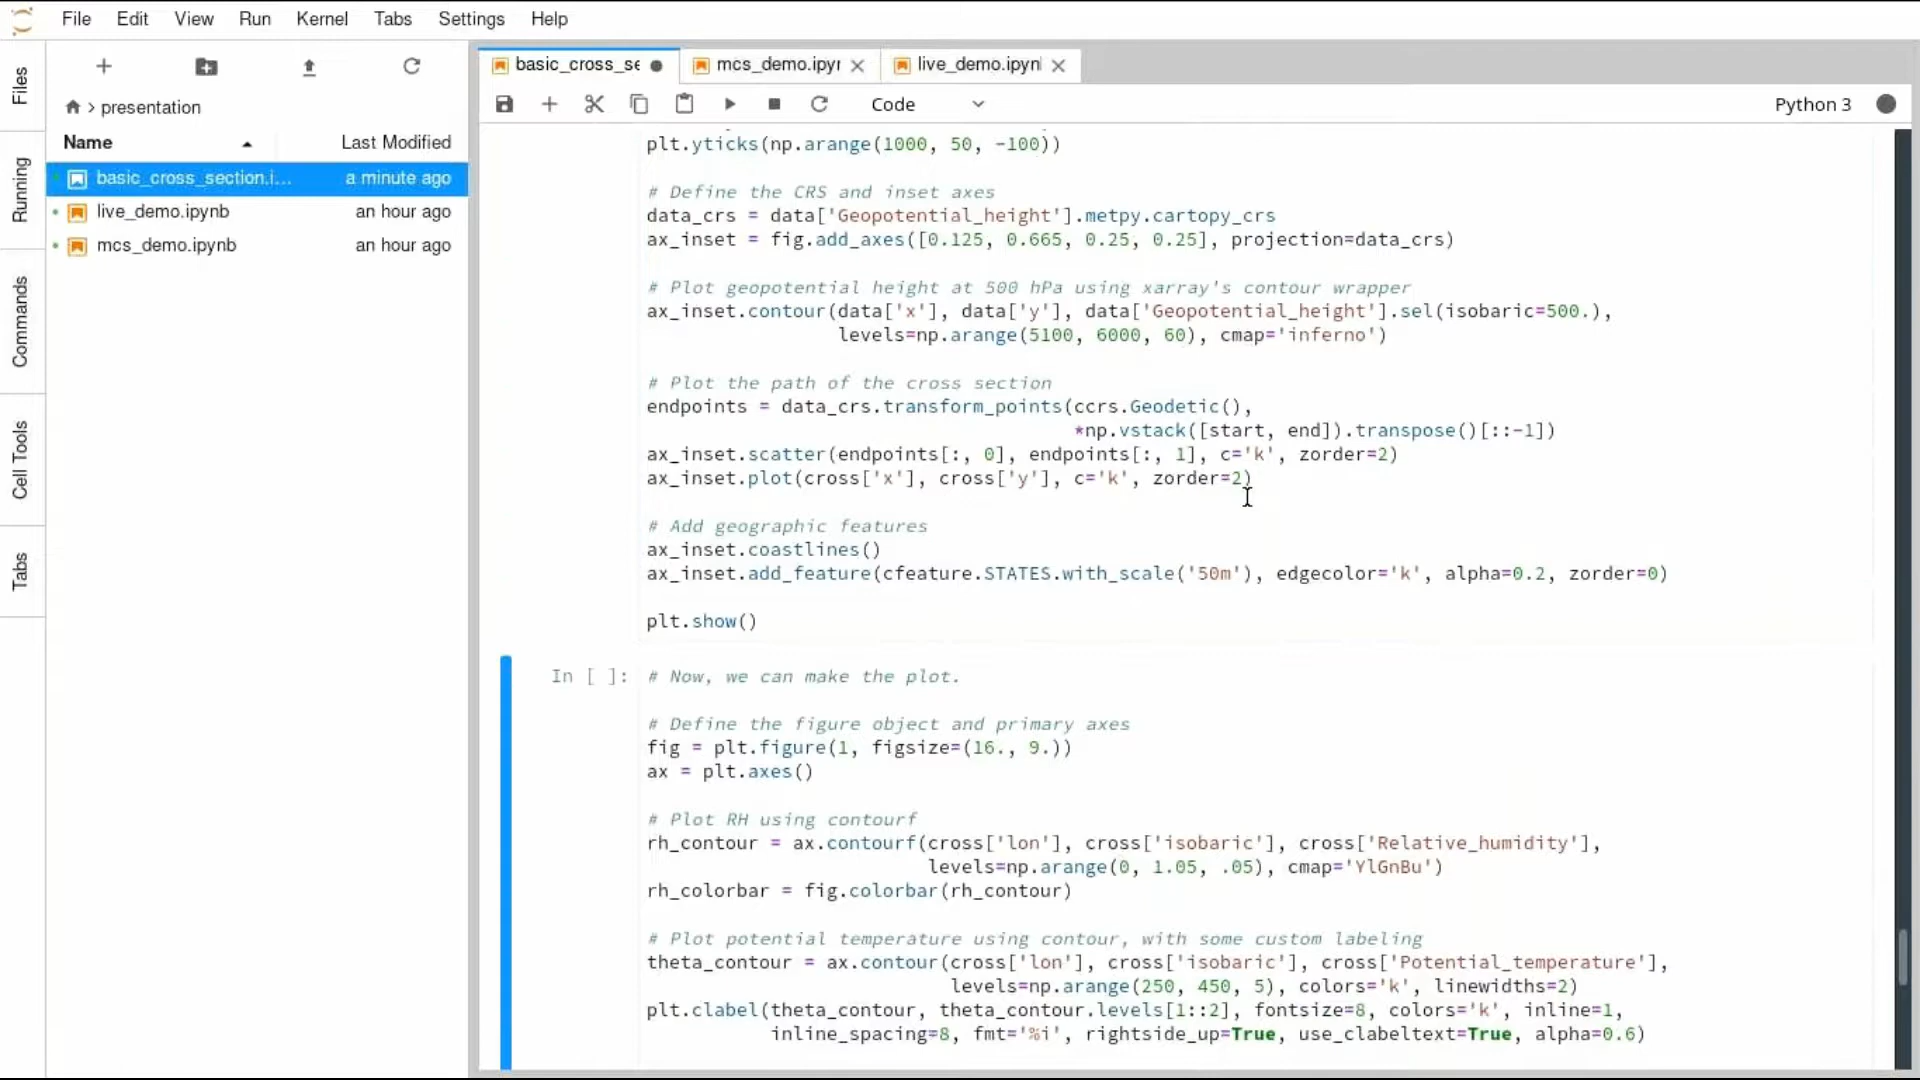 File Edit View Run Kernel Tabs Settings Help
Files
Running
Commands
Cell Tools
Tabs
> presentation
Name Last Modified
basic_cross_section.i... a minute ago
live_demo.ipynb an hour ago
mcs_demo.ipynb an hour ago
basic_cross_se mcs_demo.ipyr live_demo.ipynl
Code Python 3
plt.yticks(np.arange(1000, 50, -100))
# Define the CRS and inset axes
data_crs = data['Geopotential_height'].metpy.cartopy_crs
ax_inset = fig.add_axes([0.125, 0.665, 0.25, 0.25], projection=data_crs)
# Plot geopotential height at 500 hPa using xarray's contour wrapper
ax_inset.contour(data['x'], data['y'], data['Geopotential_height'].sel(isobaric=500.),
levels=np.arange(5100, 6000, 60), cmap='inferno')
# Plot the path of the cross section
endpoints = data_crs.transform_points(ccrs.Geodetic(),
*np.vstack([start, end]).transpose()[::-1])
ax_inset.scatter(endpoints[:, 0], endpoints[:, 1], c='k', zorder=2)
ax_inset.plot(cross['x'], cross['y'], c='k', zorder=2)
# Add geographic features
ax_inset.coastlines()
ax_inset.add_feature(cfeature.STATES.with_scale('50m'), edgecolor='k', alpha=0.2, zorder=0)
plt.show()
In [ ]: # Now, we can make the plot.
# Define the figure object and primary axes
fig = plt.figure(1, figsize=(16., 9.))
ax = plt.axes()
# Plot RH using contourf
rh_contour = ax.contourf(cross['lon'], cross['isobaric'], cross['Relative_humidity'],
levels=np.arange(0, 1.05, .05), cmap='YlGnBu')
rh_colorbar = fig.colorbar(rh_contour)
# Plot potential temperature using contour, with some custom labeling
theta_contour = ax.contour(cross['lon'], cross['isobaric'], cross['Potential_temperature'],
levels=np.arange(250, 450, 5), colors='k', linewidths=2)
plt.clabel(theta_contour, theta_contour.levels[1::2], fontsize=8, colors='k', inline=1,
inline_spacing=8, fmt='%i', rightside_up=True, use_clabeltext=True, alpha=0.6)